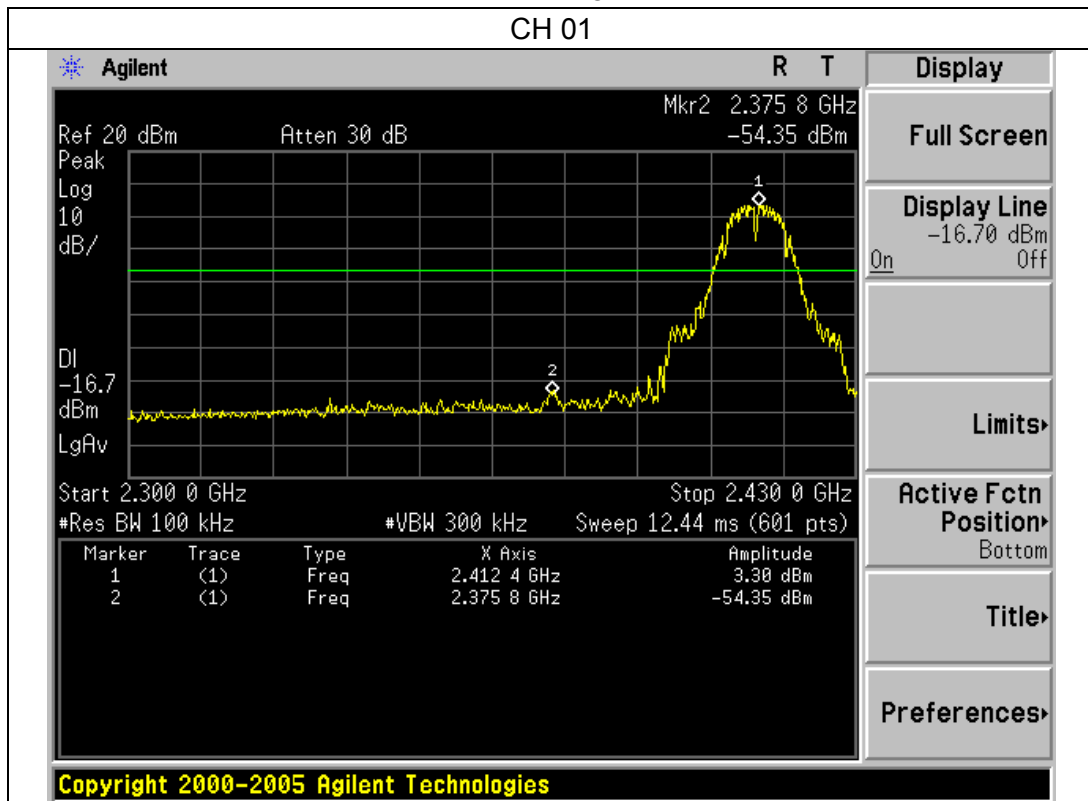 CH 01
Agilent R T Display
Mkr2 2.375 8 GHz
Ref 20 dBm Atten 30 dB -54.35 dBm
Full Screen
Peak
Log
10
dB/
1
Display Line
-16.70 dBm
On Off
2
DI
-16.7
dBm
LgAv
Limits
Start 2.300 0 GHz Stop 2.430 0 GHz
#Res BW 100 kHz #VBW 300 kHz Sweep 12.44 ms (601 pts)
Active Fctn
Position
Bottom
Marker Trace Type X Axis Amplitude
1 (1) Freq 2.412 4 GHz 3.30 dBm
2 (1) Freq 2.375 8 GHz -54.35 dBm
Title
Preferences
Copyright 2000-2005 Agilent Technologies